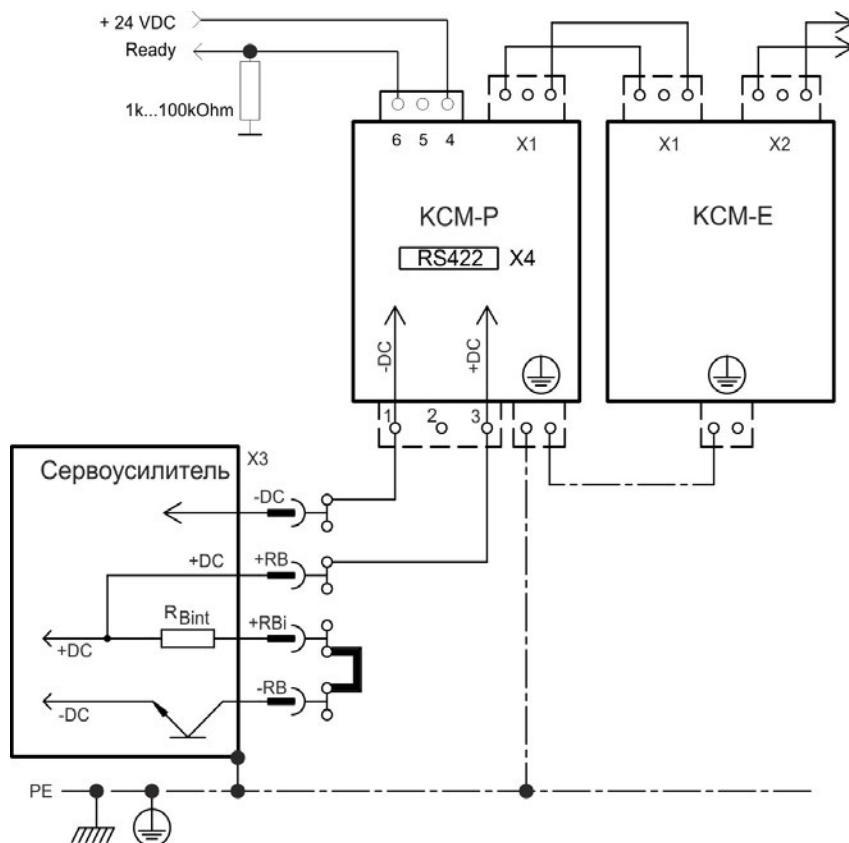 + 24 VDC
Ready
1k...100kOhm
6 5 4
X1
X1
X2
KCM-P
KCM-E
RS422 X4
-DC
+DC
1 2 3
Сервоусилитель
X3
-DC
+DC
+RB
RBint
+RBi
+DC
-RB
-DC
PE